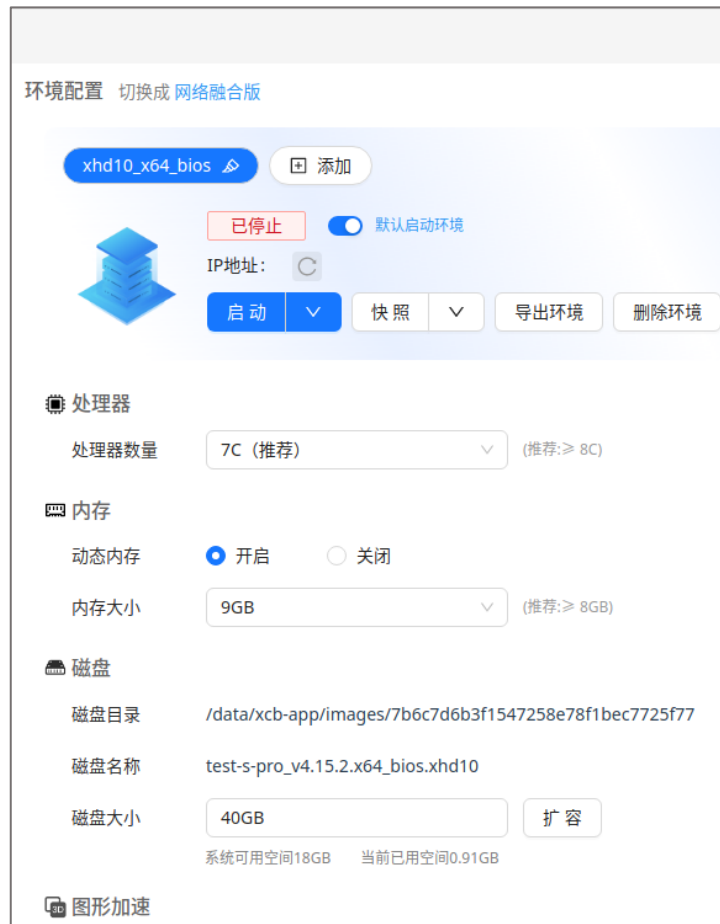 环境配置 切换成 网络融合版
xhd10_x64_bios 添加
已停止 默认启动环境
IP地址：
启动 快照 导出环境 删除环境
处理器
处理器数量 7C（推荐） (推荐:≥ 8C)
内存
动态内存 开启 关闭
内存大小 9GB (推荐:≥ 8GB)
磁盘
磁盘目录 /data/xcb-app/images/7b6c7d6b3f1547258e78f1bec7725f77
磁盘名称 test-s-pro_v4.15.2.x64_bios.xhd10
磁盘大小 40GB 扩容
系统可用空间18GB 当前已用空间0.91GB
3D 图形加速